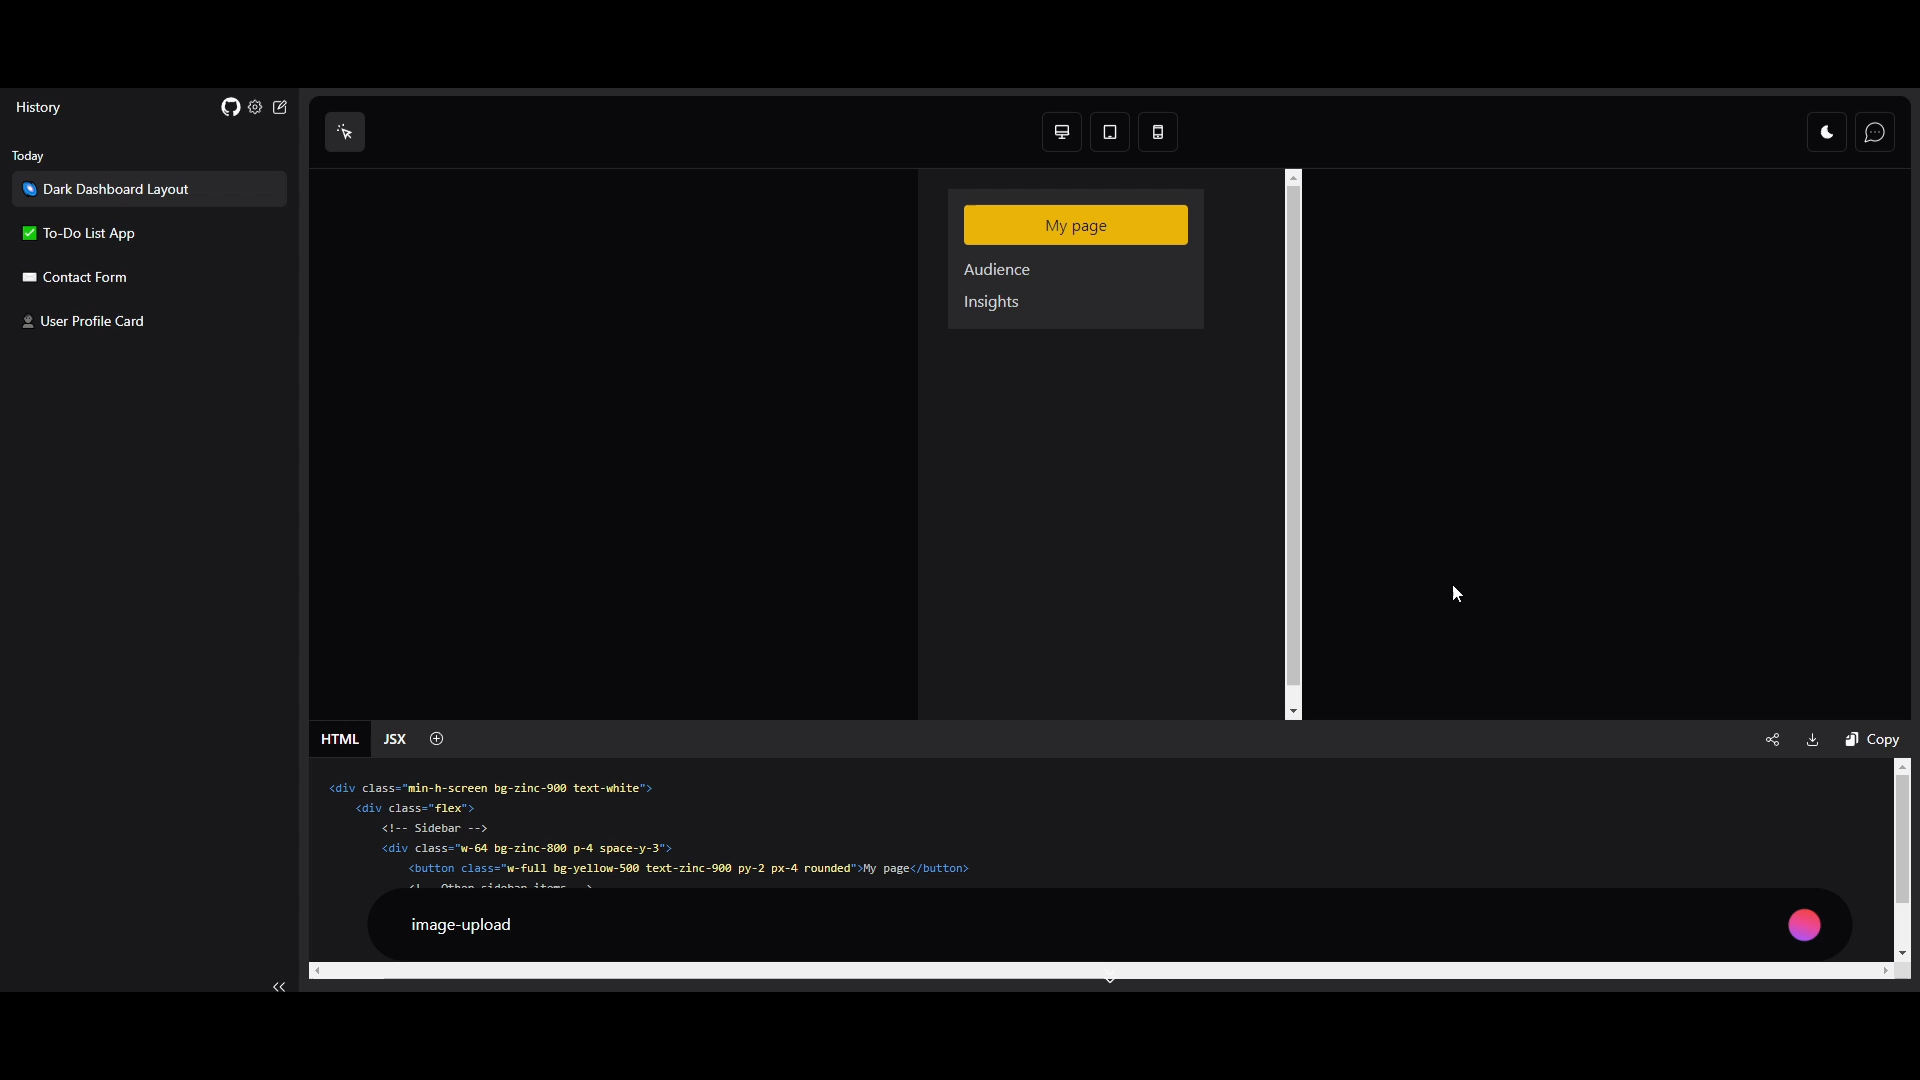 History
Today
Dark Dashboard Layout
To-Do List App
Contact Form
User Profile Card
My page
Audience
Insights
HTML
JSX
Copy
<div class="min-h-screen bg-zinc-900 text-white">
<div class="flex">
<!-- Sidebar -->
<div class="w-64 bg-zinc-800 p-4 space-y-3">
<button class="w-full bg-yellow-500 text-zinc-900 py-2 px-4 rounded">My page</button>
<!-- Other sidebar items -->
image-upload